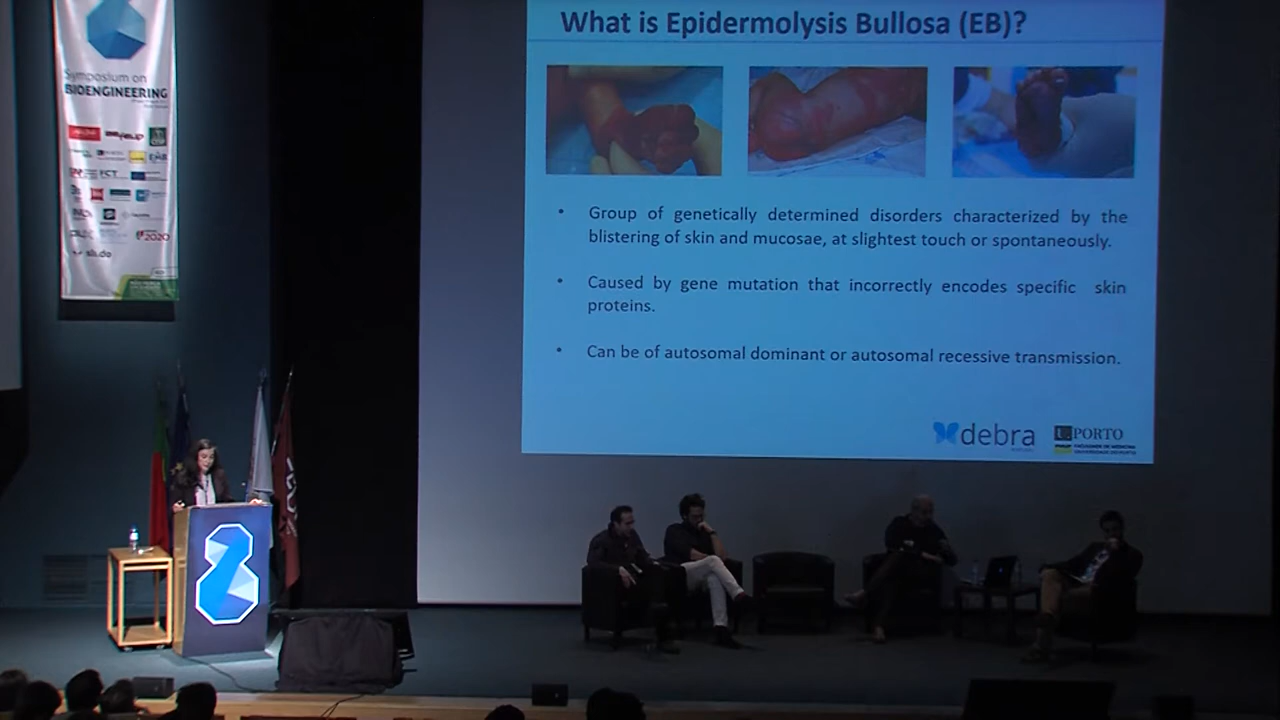 What is Epidermolysis Bullosa (EB)?
• Group of genetically determined disorders characterized by the
blistering of skin and mucosae, at slightest touch or spontaneously.
• Caused by gene mutation that incorrectly encodes specific skin
proteins.
• Can be of autosomal dominant or autosomal recessive transmission.
debra
U. PORTO
Symposium on
BIOENGINEERING
FCT
2020
8